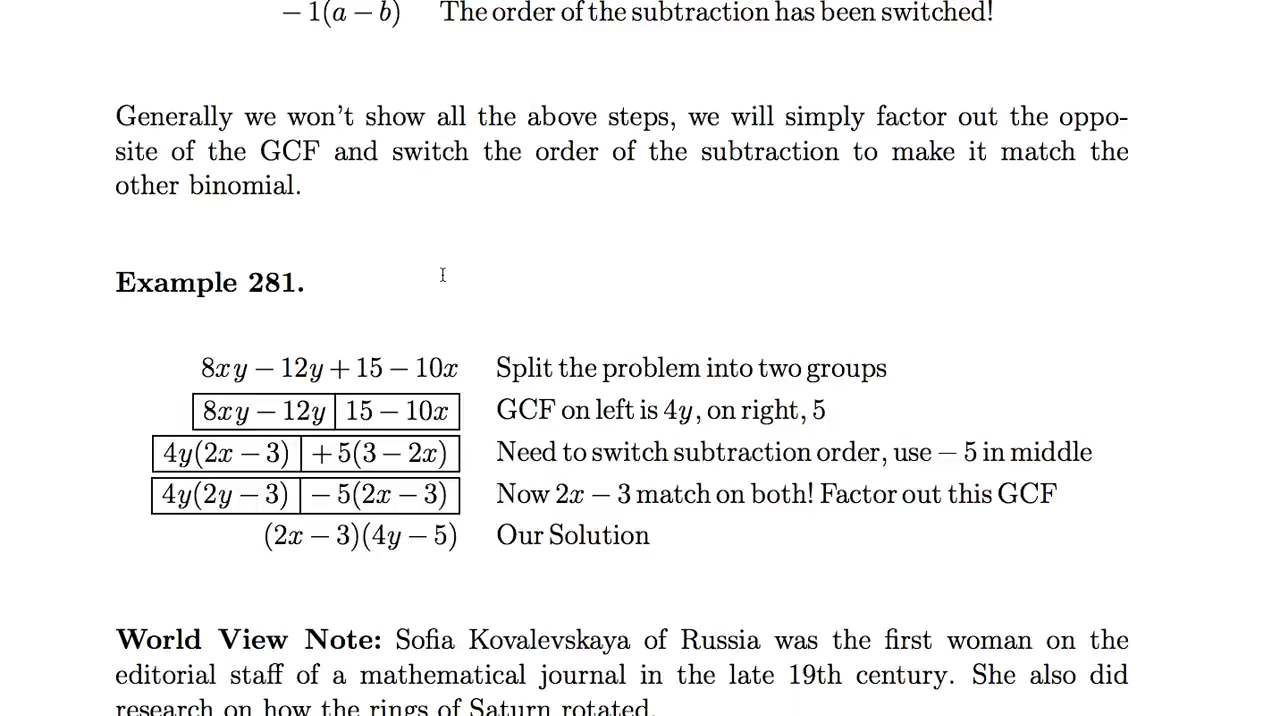 − 1(a − b) The order of the subtraction has been switched!
Generally we won't show all the above steps, we will simply factor out the oppo-
site of the GCF and switch the order of the subtraction to make it match the
other binomial.
Example 281.
8xy − 12y + 15 − 10x Split the problem into two groups
8xy − 12y 15 − 10x GCF on left is 4y, on right, 5
4y(2x − 3) + 5(3 − 2x) Need to switch subtraction order, use − 5 in middle
4y(2y − 3) − 5(2x − 3) Now 2x − 3 match on both! Factor out this GCF
(2x − 3)(4y − 5) Our Solution
World View Note: Sofia Kovalevskaya of Russia was the first woman on the
editorial staff of a mathematical journal in the late 19th century. She also did
research on how the rings of Saturn rotated.